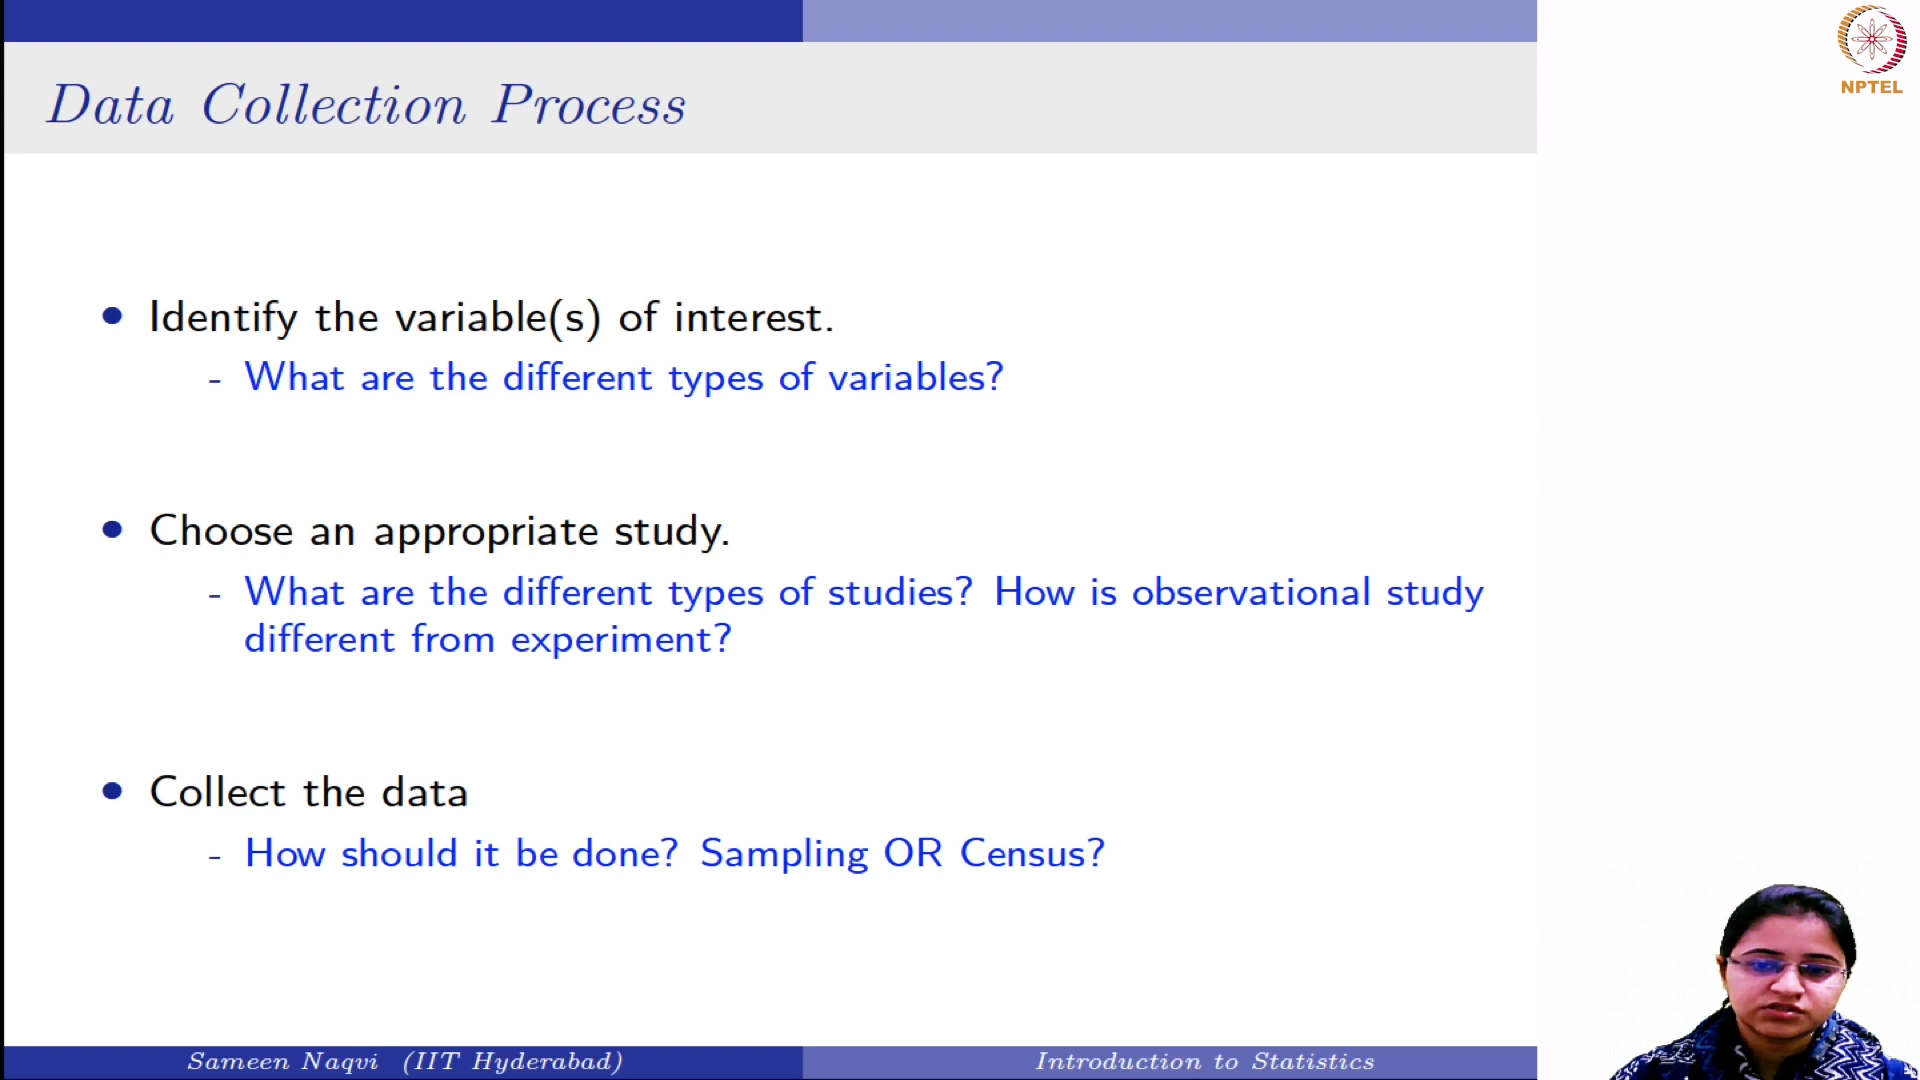 Data Collection Process
NPTEL
• Identify the variable(s) of interest.
- What are the different types of variables?
• Choose an appropriate study.
- What are the different types of studies? How is observational study
different from experiment?
• Collect the data
- How should it be done? Sampling OR Census?
Sameen Naqvi (IIT Hyderabad)
Introduction to Statistics